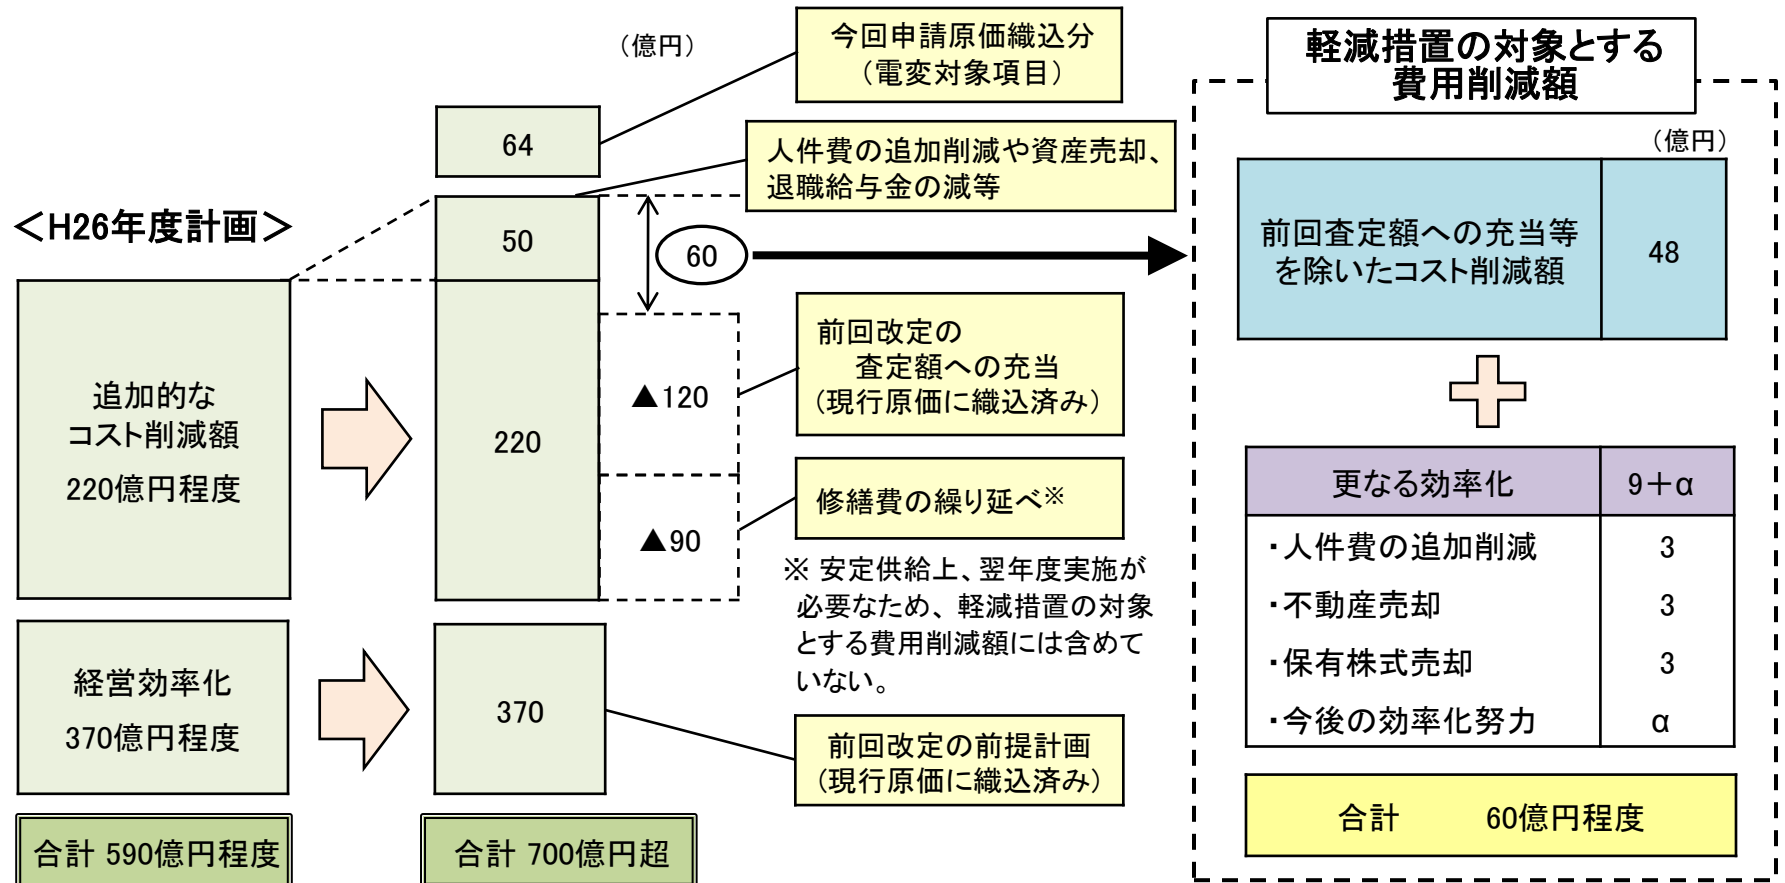 ＜H26年度計画＞
追加的な
コスト削減額
220億円程度
経営効率化
370億円程度
合計 590億円程度
（億円）
64
50
220
370
合計 700億円超
60
▲120
▲90
今回申請原価織込分
（電変対象項目）
人件費の追加削減や資産売却、
退職給与金の減等
前回改定の
査定額への充当
（現行原価に織込済み）
修繕費の繰り延べ※
※ 安定供給上、翌年度実施が
必要なため、軽減措置の対象
とする費用削減額には含めて
いない。
前回改定の前提計画
（現行原価に織込済み）
軽減措置の対象とする
費用削減額
（億円）
前回査定額への充当等
を除いたコスト削減額
48
更なる効率化 9＋α
・人件費の追加削減 3
・不動産売却 3
・保有株式売却 3
・今後の効率化努力 α
合計 60億円程度